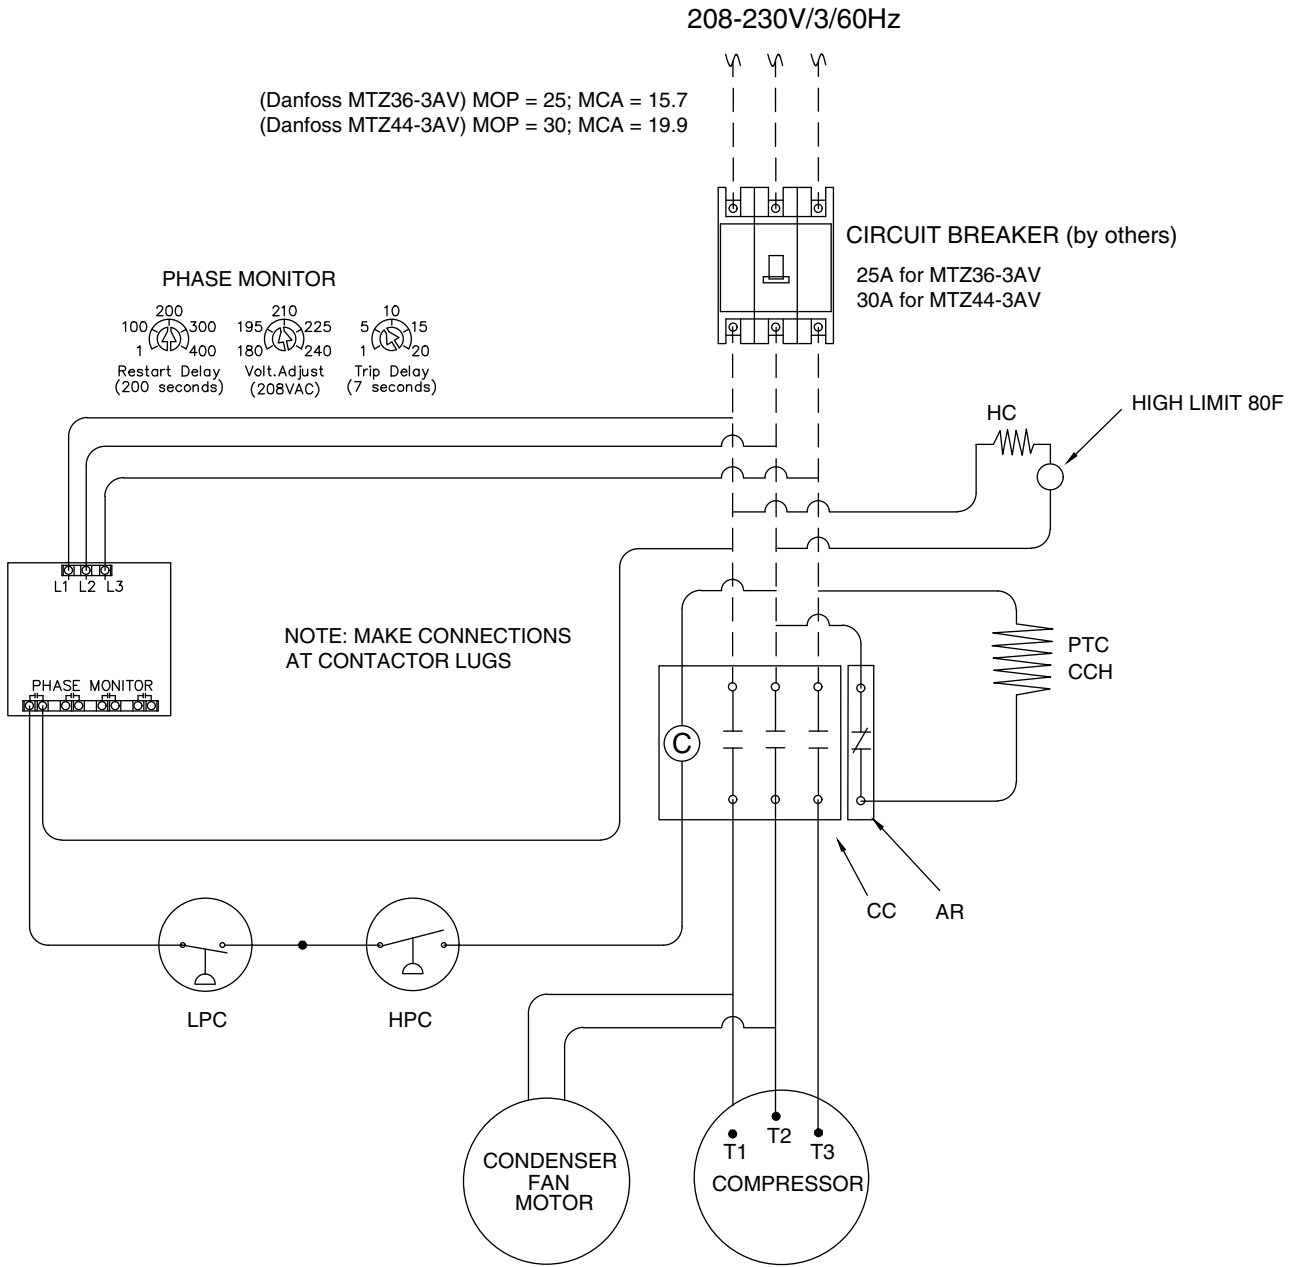 208-230V/3/60Hz
(Danfoss MTZ36-3AV) MOP = 25; MCA = 15.7
(Danfoss MTZ44-3AV) MOP = 30; MCA = 19.9
CIRCUIT BREAKER (by others)
25A for MTZ36-3AV
30A for MTZ44-3AV
PHASE MONITOR
200
100 300
1 400
Restart Delay
(200 seconds)
210
195 225
180 240
Volt.Adjust
(208VAC)
10
5 15
1 20
Trip Delay
(7 seconds)
HC
HIGH LIMIT 80F
L1 L2 L3
NOTE: MAKE CONNECTIONS
AT CONTACTOR LUGS
PTC
CCH
PHASE MONITOR
C
CC
AR
LPC
HPC
T1
T2
T3
COMPRESSOR
CONDENSER
FAN
MOTOR